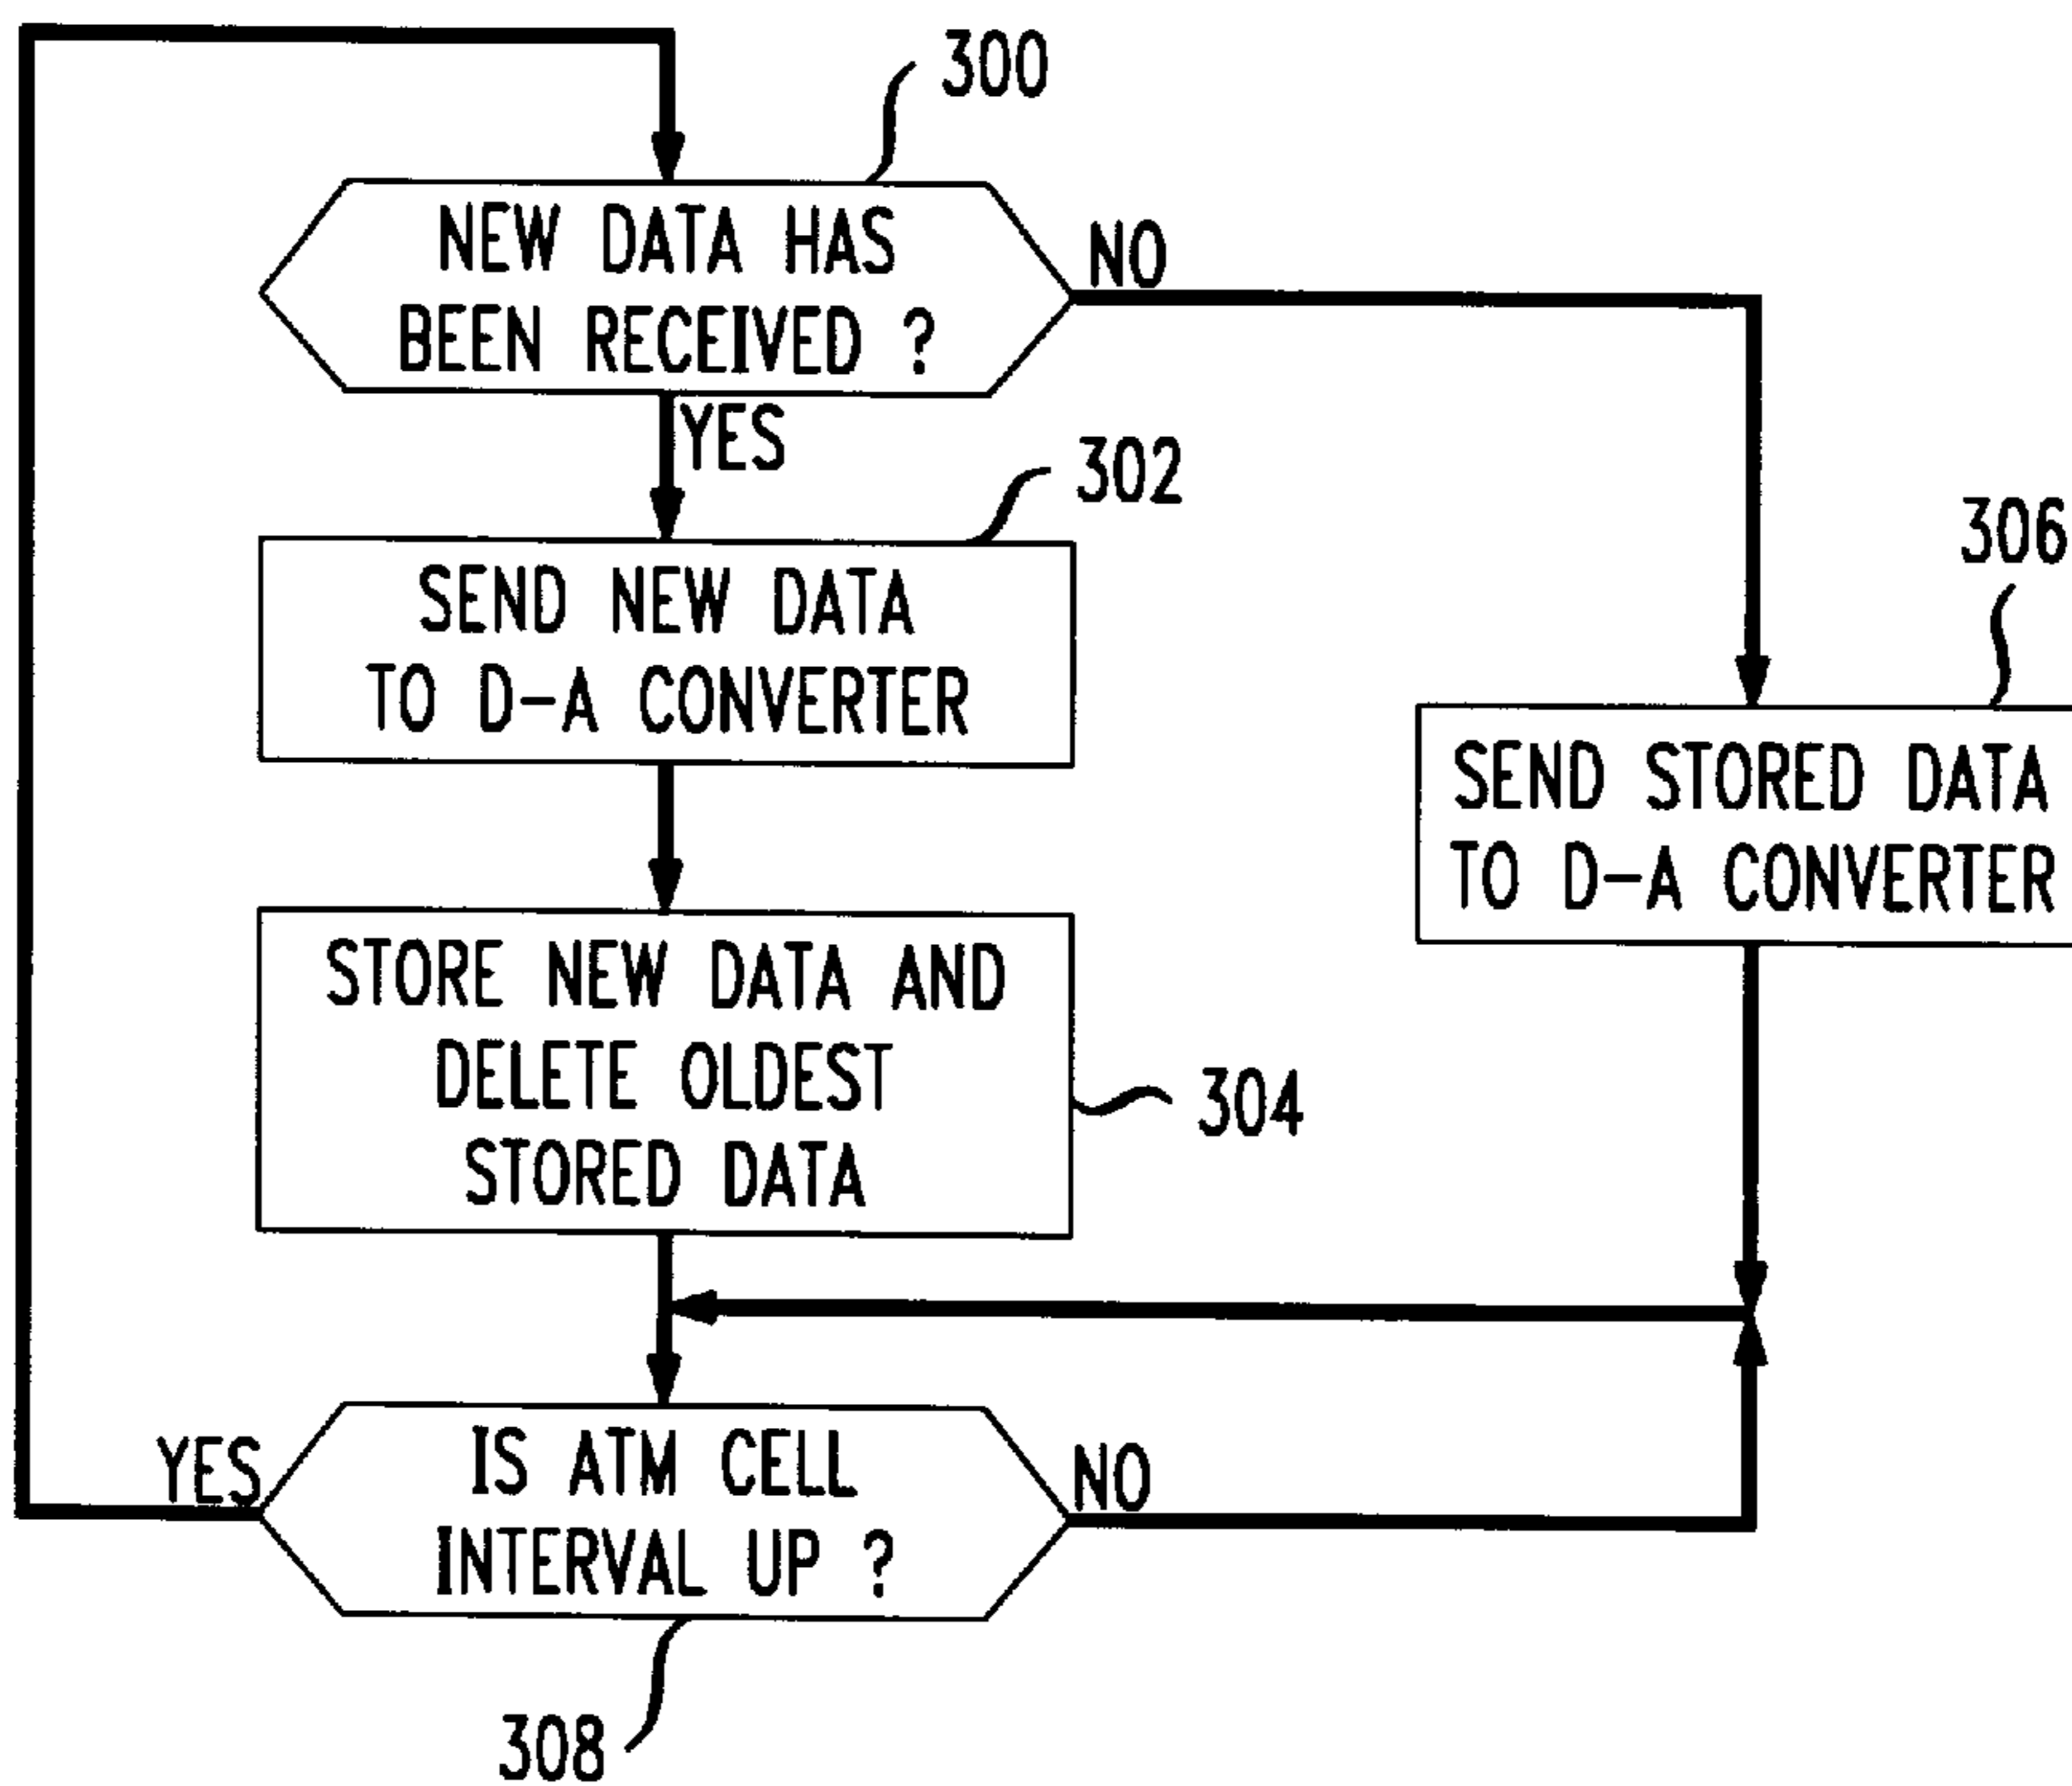 300
NEW DATA HAS
BEEN RECEIVED ?
NO
YES
302
SEND NEW DATA
TO D-A CONVERTER
306
SEND STORED DATA
TO D-A CONVERTER
STORE NEW DATA AND
DELETE OLDEST
STORED DATA
304
YES
IS ATM CELL
INTERVAL UP ?
NO
308